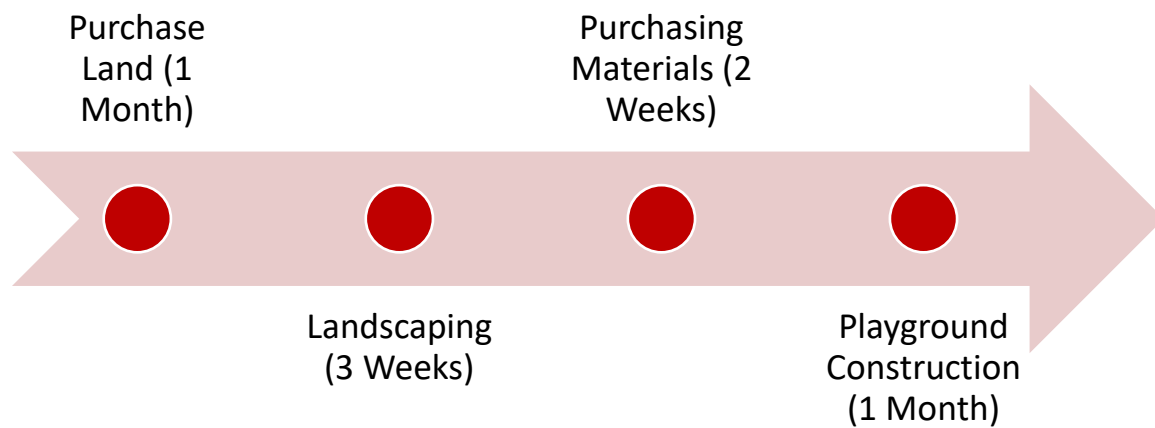 Purchase
Land (1
Month)
Landscaping
(3 Weeks)
Purchasing
Materials (2
Weeks)
Playground
Construction
(1 Month)